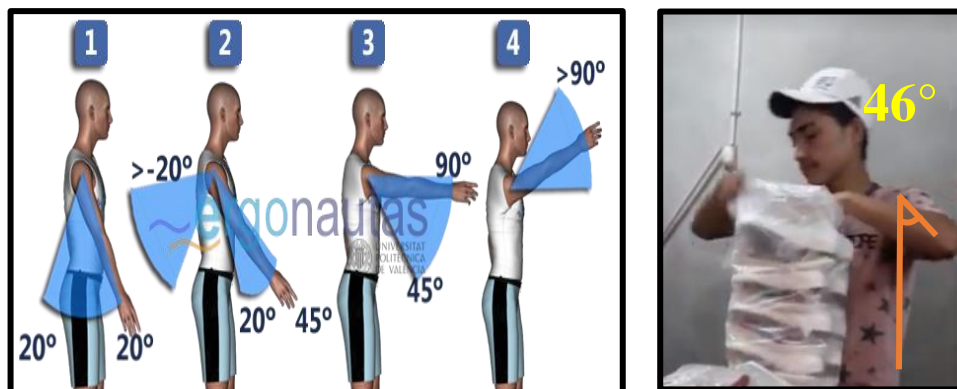 1
2
3
4
>-20º
90º
>90º
20º
20º
20º
45º
45º
ergonautas
UNIVERSITAT
POLITÈCNICA
DE VALÈNCIA
46°